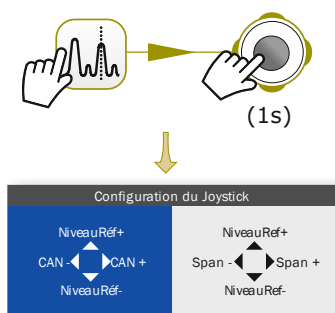 (1s)
Configuration du Joystick
NiveauRéf+
CAN - CAN +
NiveauRéf-
NiveauRef+
Span - Span +
NiveauRef-